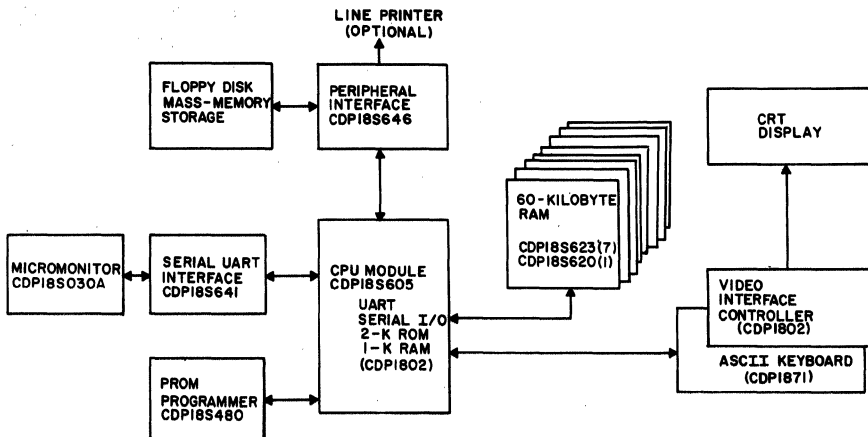 LINE PRINTER
(OPTIONAL)
FLOPPY DISK
MASS-MEMORY
STORAGE
PERIPHERAL
INTERFACE
CDP18S646
CRT
DISPLAY
60-KILOBYTE
RAM
CDP18S623(7)
CDP18S620(1)
MICROMONITOR
CDP18S030A
SERIAL UART
INTERFACE
CDP18S641
CPU MODULE
CDP18S605
UART
SERIAL I/O
2-K ROM
1-K RAM
(CDP1802)
VIDEO
INTERFACE
CONTROLLER
(CDP1802)
ASCII KEYBOARD
(CDP1871)
PROM
PROGRAMMER
CDP18S480